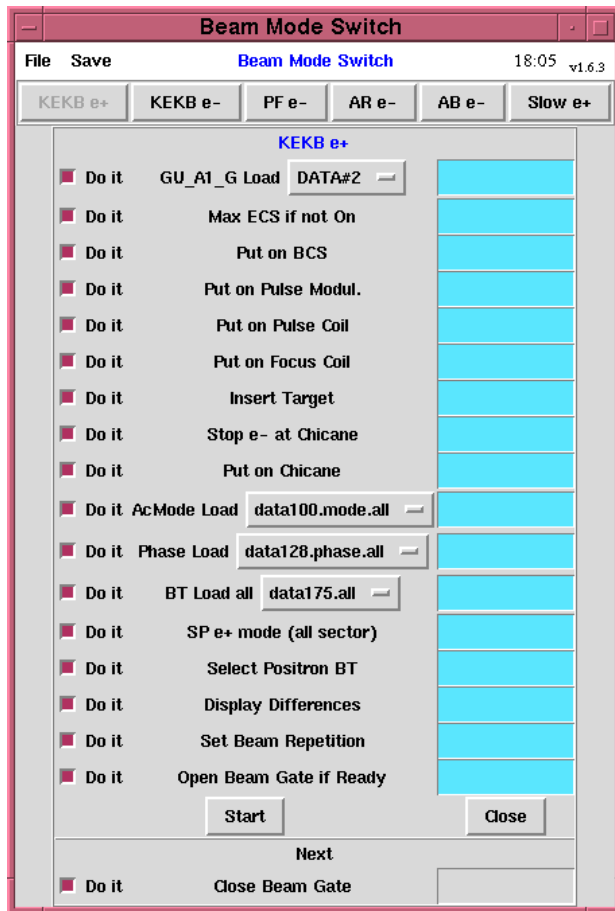 Beam Mode Switch
File Save Beam Mode Switch 18:05 v1.6.3
KEKB e+ KEKB e- PF e- AR e- AB e- Slow e+
KEKB e+
Do it GU_A1_G Load DATA#2
Do it Max ECS if not On
Do it Put on BCS
Do it Put on Pulse Modul.
Do it Put on Pulse Coil
Do it Put on Focus Coil
Do it Insert Target
Do it Stop e- at Chicane
Do it Put on Chicane
Do it AcMode Load data100.mode.all
Do it Phase Load data128.phase.all
Do it BT Load all data175.all
Do it SP e+ mode (all sector)
Do it Select Positron BT
Do it Display Differences
Do it Set Beam Repetition
Do it Open Beam Gate if Ready
Start Close
Next
Do it Close Beam Gate